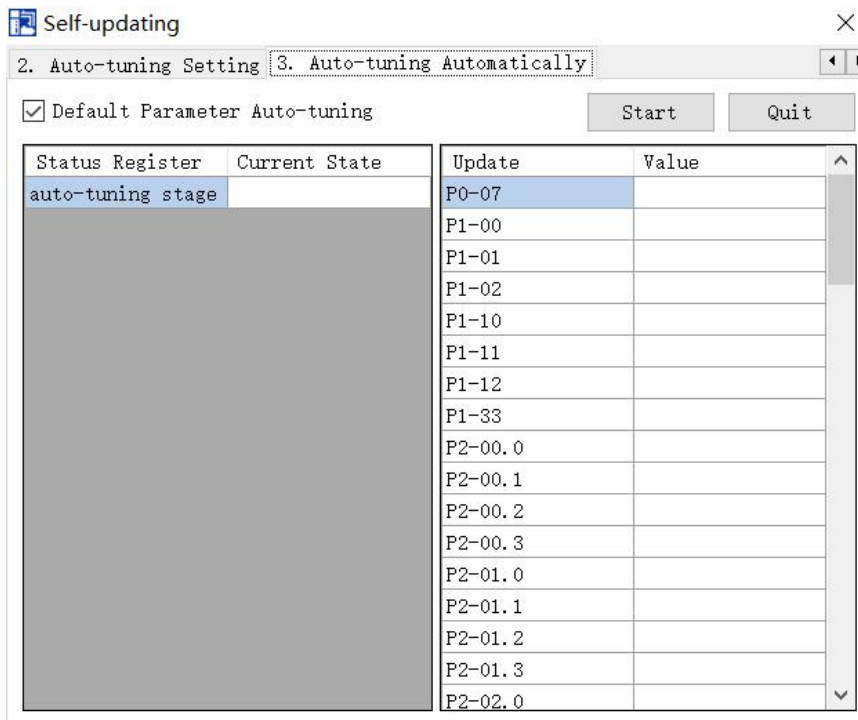 Self-updating
2. Auto-tuning Setting 3. Auto-tuning Automatically
Default Parameter Auto-tuning Start Quit
Status Register Current State Update Value
auto-tuning stage P0-07
P1-00
P1-01
P1-02
P1-10
P1-11
P1-12
P1-33
P2-00.0
P2-00.1
P2-00.2
P2-00.3
P2-01.0
P2-01.1
P2-01.2
P2-01.3
P2-02.0